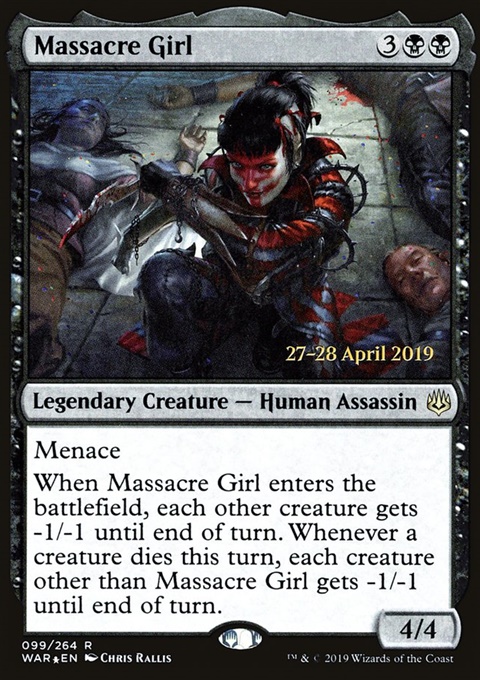 Massacre Girl 3
27–28 April 2019
Legendary Creature — Human Assassin
Menace
When Massacre Girl enters the
battlefield, each other creature gets
-1/-1 until end of turn. Whenever a
creature dies this turn, each creature
other than Massacre Girl gets -1/-1
until end of turn.
4/4
099/264 R
WAR★EN Chris Rallis
™ & © 2019 Wizards of the Coast